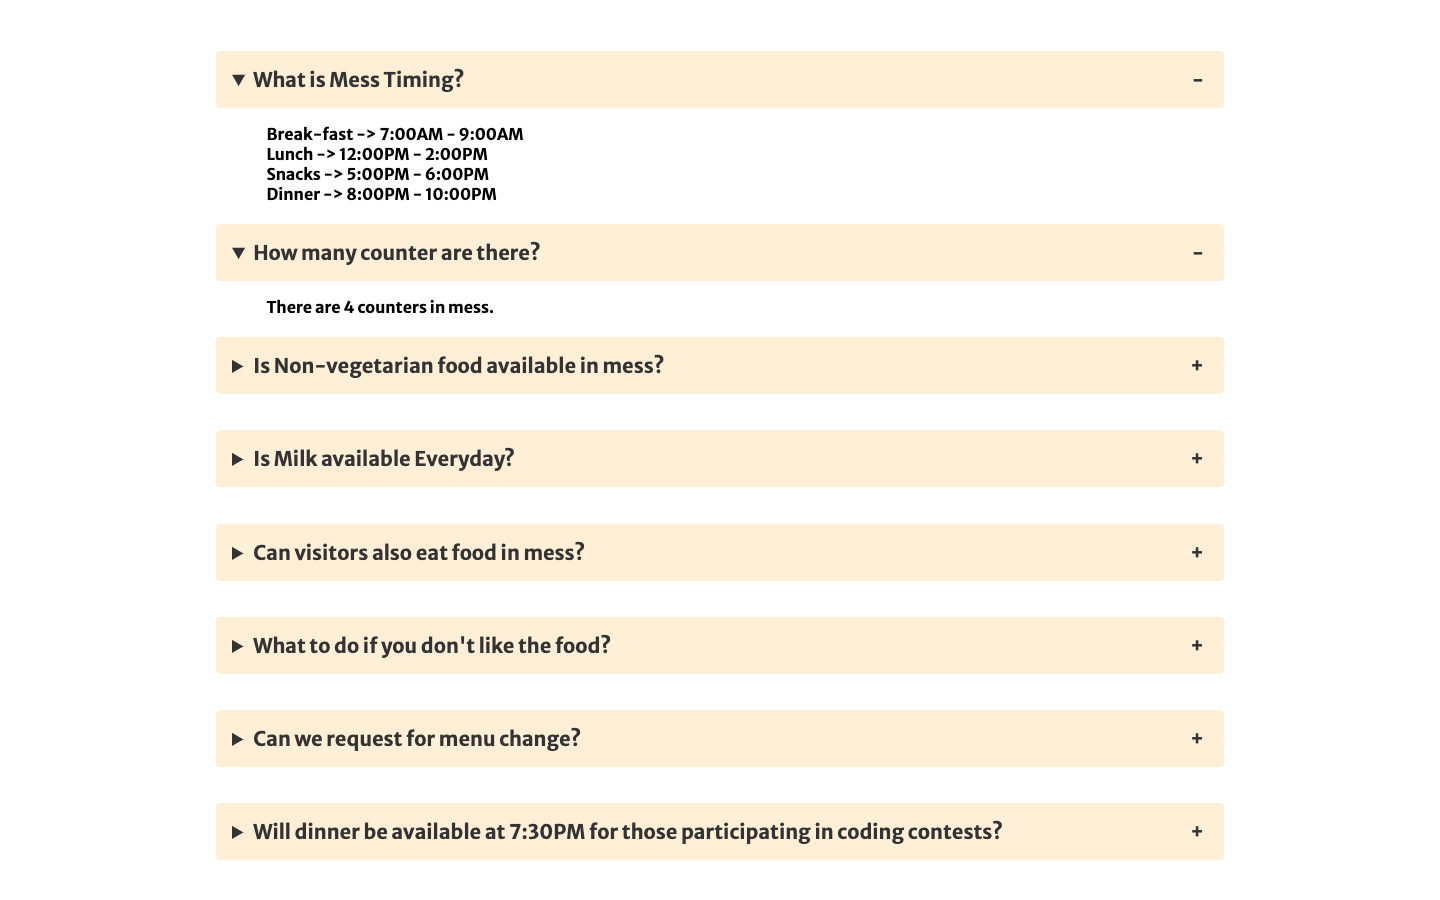 What is Mess Timing? -
Break-fast -> 7:00AM - 9:00AM
Lunch -> 12:00PM - 2:00PM
Snacks -> 5:00PM - 6:00PM
Dinner -> 8:00PM - 10:00PM
How many counter are there? -
There are 4 counters in mess.
Is Non-vegetarian food available in mess? +
Is Milk available Everyday? +
Can visitors also eat food in mess? +
What to do if you don't like the food? +
Can we request for menu change? +
Will dinner be available at 7:30PM for those participating in coding contests? +